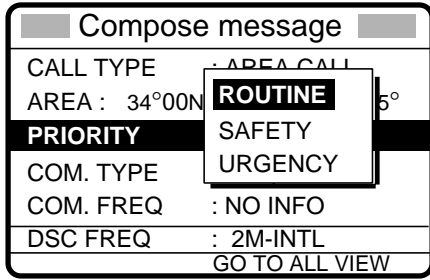 Compose message
CALL TYPE : AREA CALL
AREA : 34°00N 5°
ROUTINE
PRIORITY
SAFETY
URGENCY
COM. TYPE
COM. FREQ : NO INFO
DSC FREQ : 2M-INTL
GO TO ALL VIEW